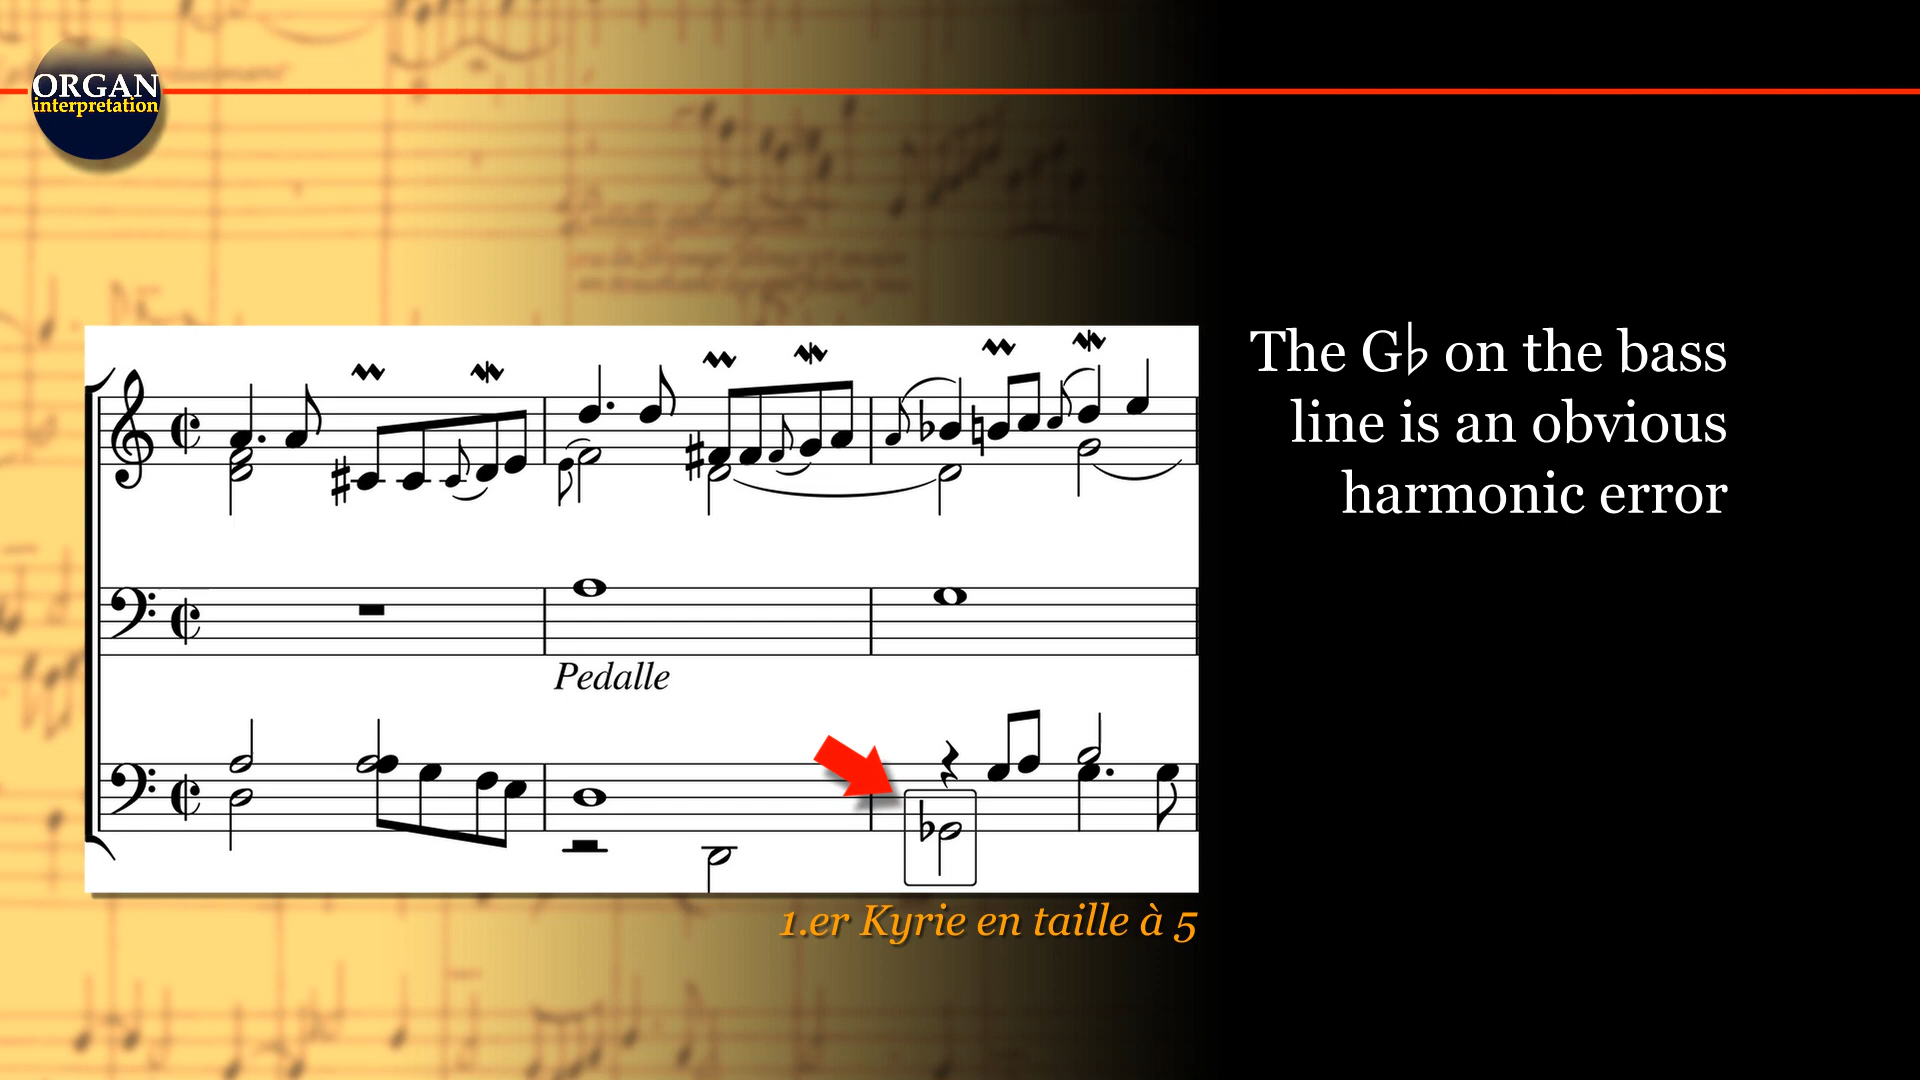 ORGAN
interpretation
The G♭ on the bass
line is an obvious
harmonic error
Pedalle
1.er Kyrie en taille à 5